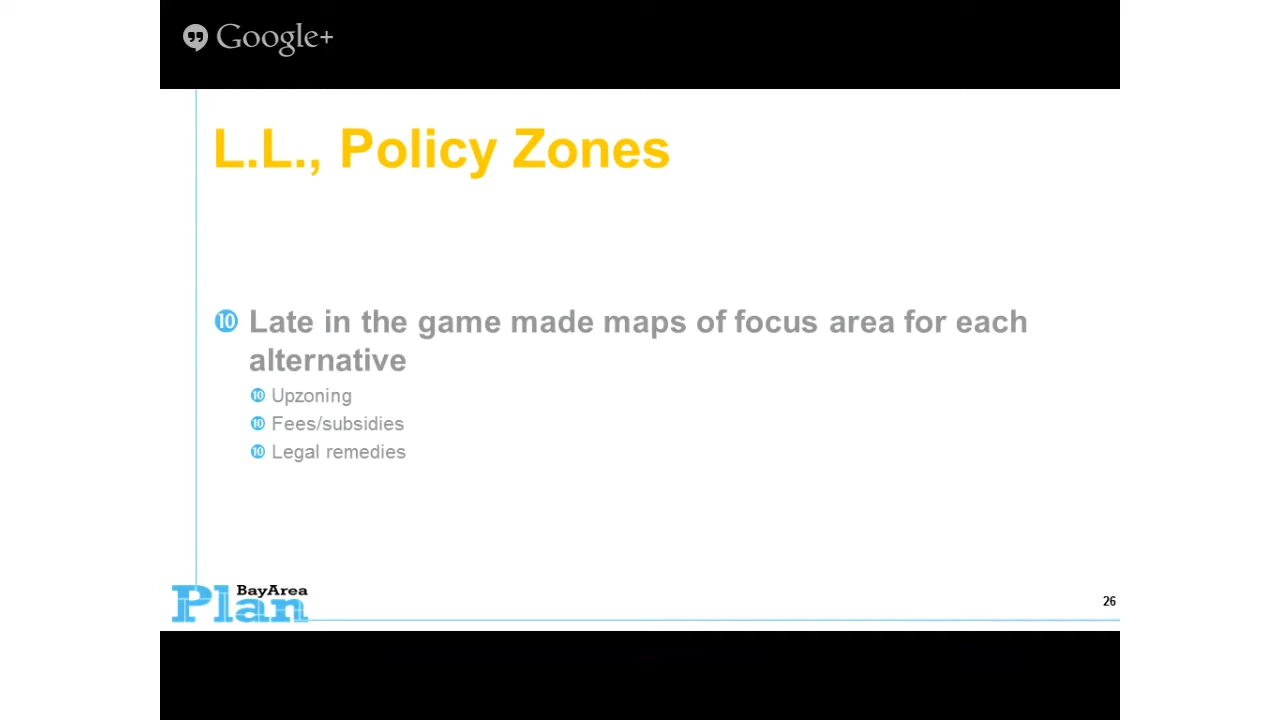 Google+
L.L., Policy Zones
❿ Late in the game made maps of focus area for each
alternative
❿ Upzoning
❿ Fees/subsidies
❿ Legal remedies
BayArea
Plan
26